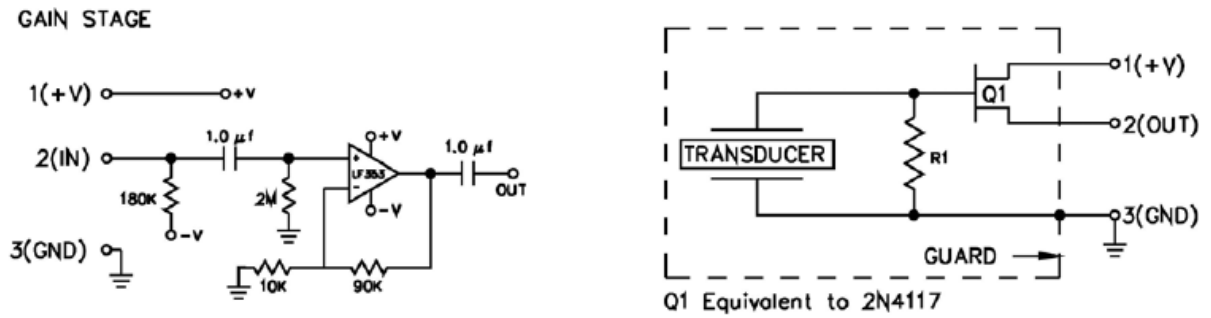 GAIN STAGE
1(+V)
+V
2(IN)
1.0 μf
180K
-V
.2M
+V
+
LF353
-
-V
1.0 μf
OUT
3(GND)
10K
90K
1(+V)
Q1
2(OUT)
TRANSDUCER
R1
3(GND)
GUARD
Q1 Equivalent to 2N4117